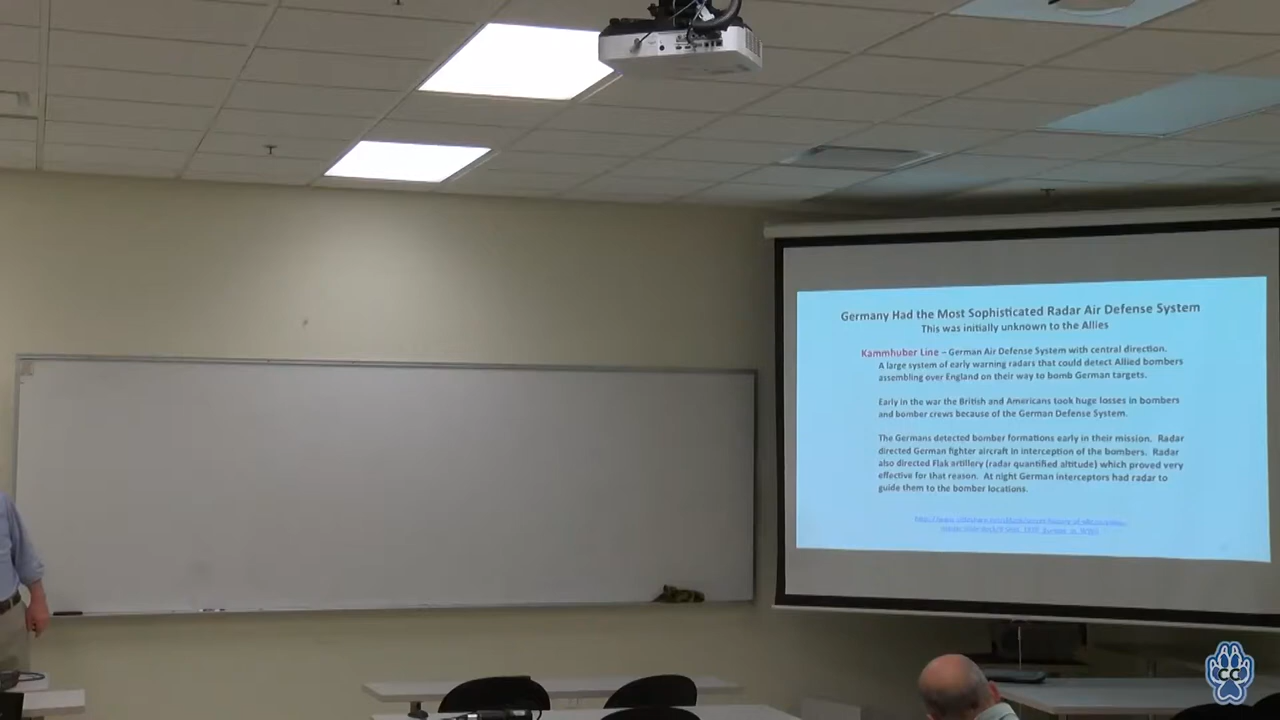 Germany Had the Most Sophisticated Radar Air Defense System
This was initially unknown to the Allies
Kammhuber Line – German Air Defense System with central direction.
A large system of early warning radars that could detect Allied bombers
assembling over England on their way to bomb German targets.
Early in the war the British and Americans took huge losses in bombers
and bomber crews because of the German Defense System.
The Germans detected bomber formations early in their mission. Radar
directed German fighter aircraft in interception of the bombers. Radar
also directed Flak artillery (radar quantified altitude) which proved very
effective for that reason. At night German interceptors had radar to
guide them to the bomber locations.
CC